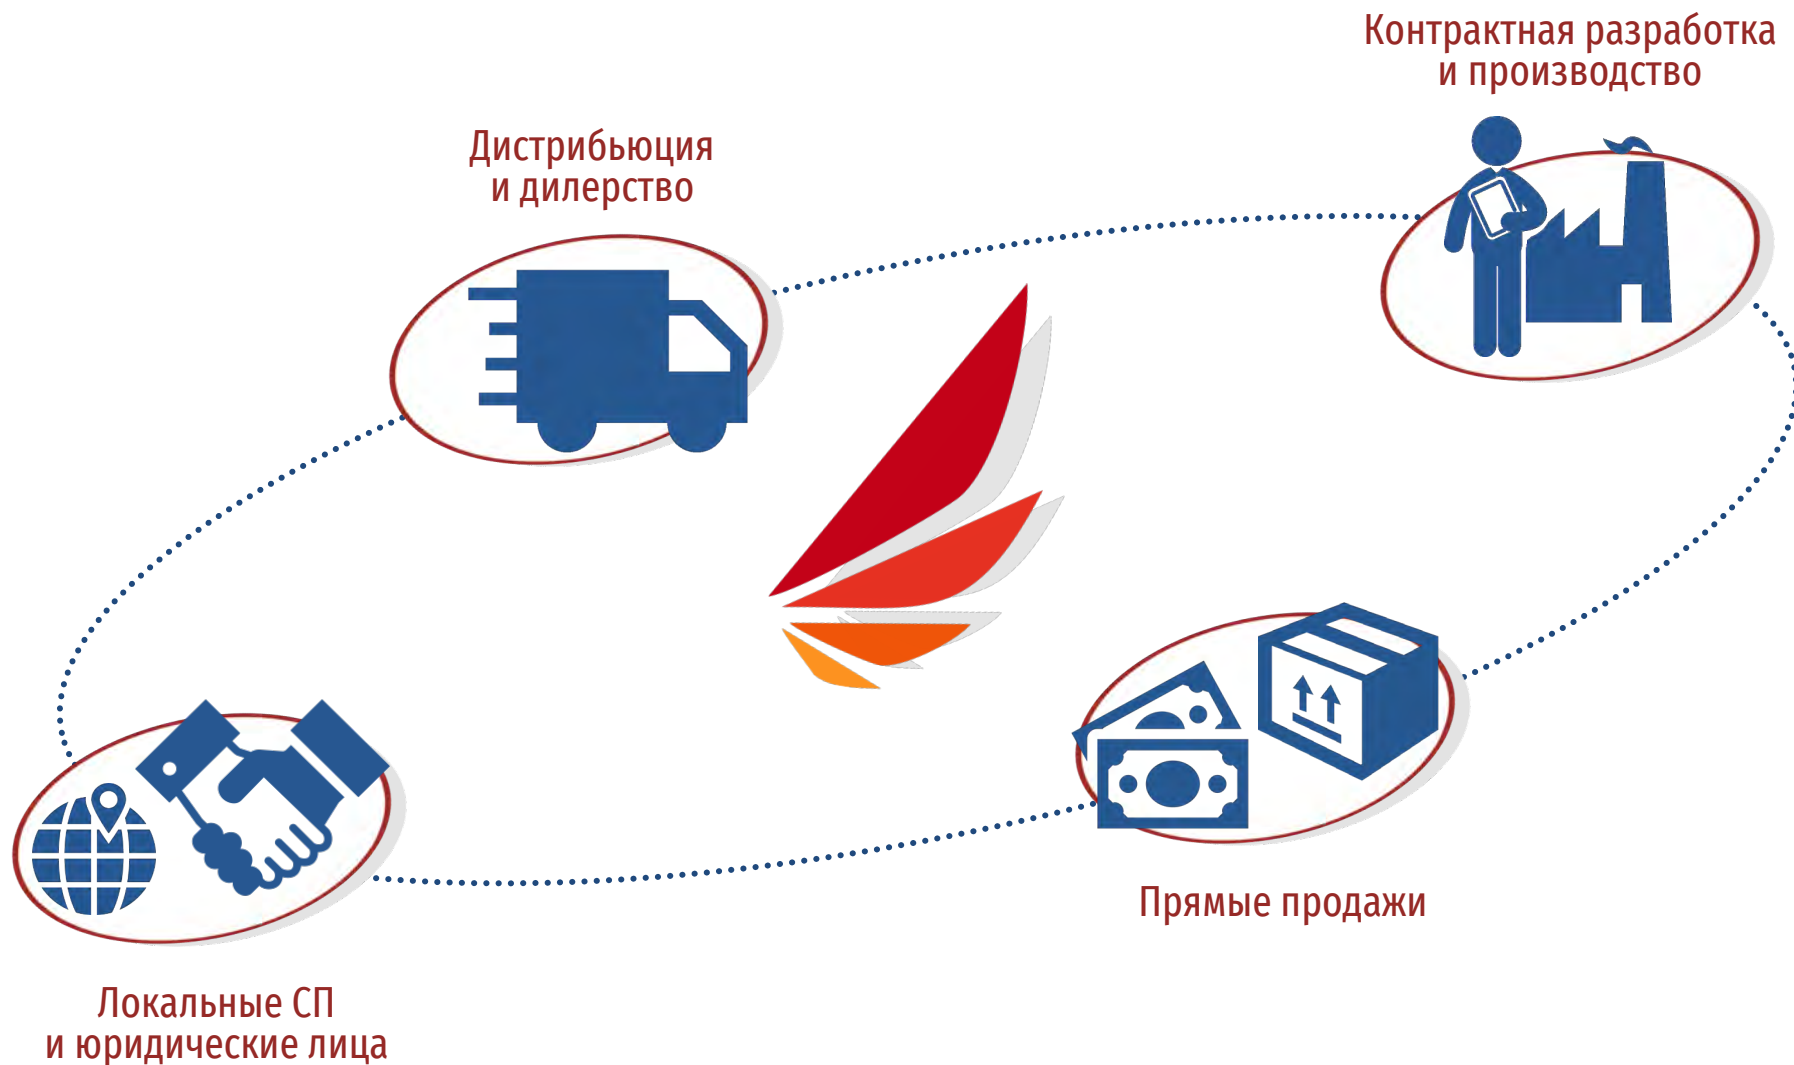 Контрактная разработка
и производство
Дистрибьюция
и дилерство
Прямые продажи
Локальные СП
и юридические лица